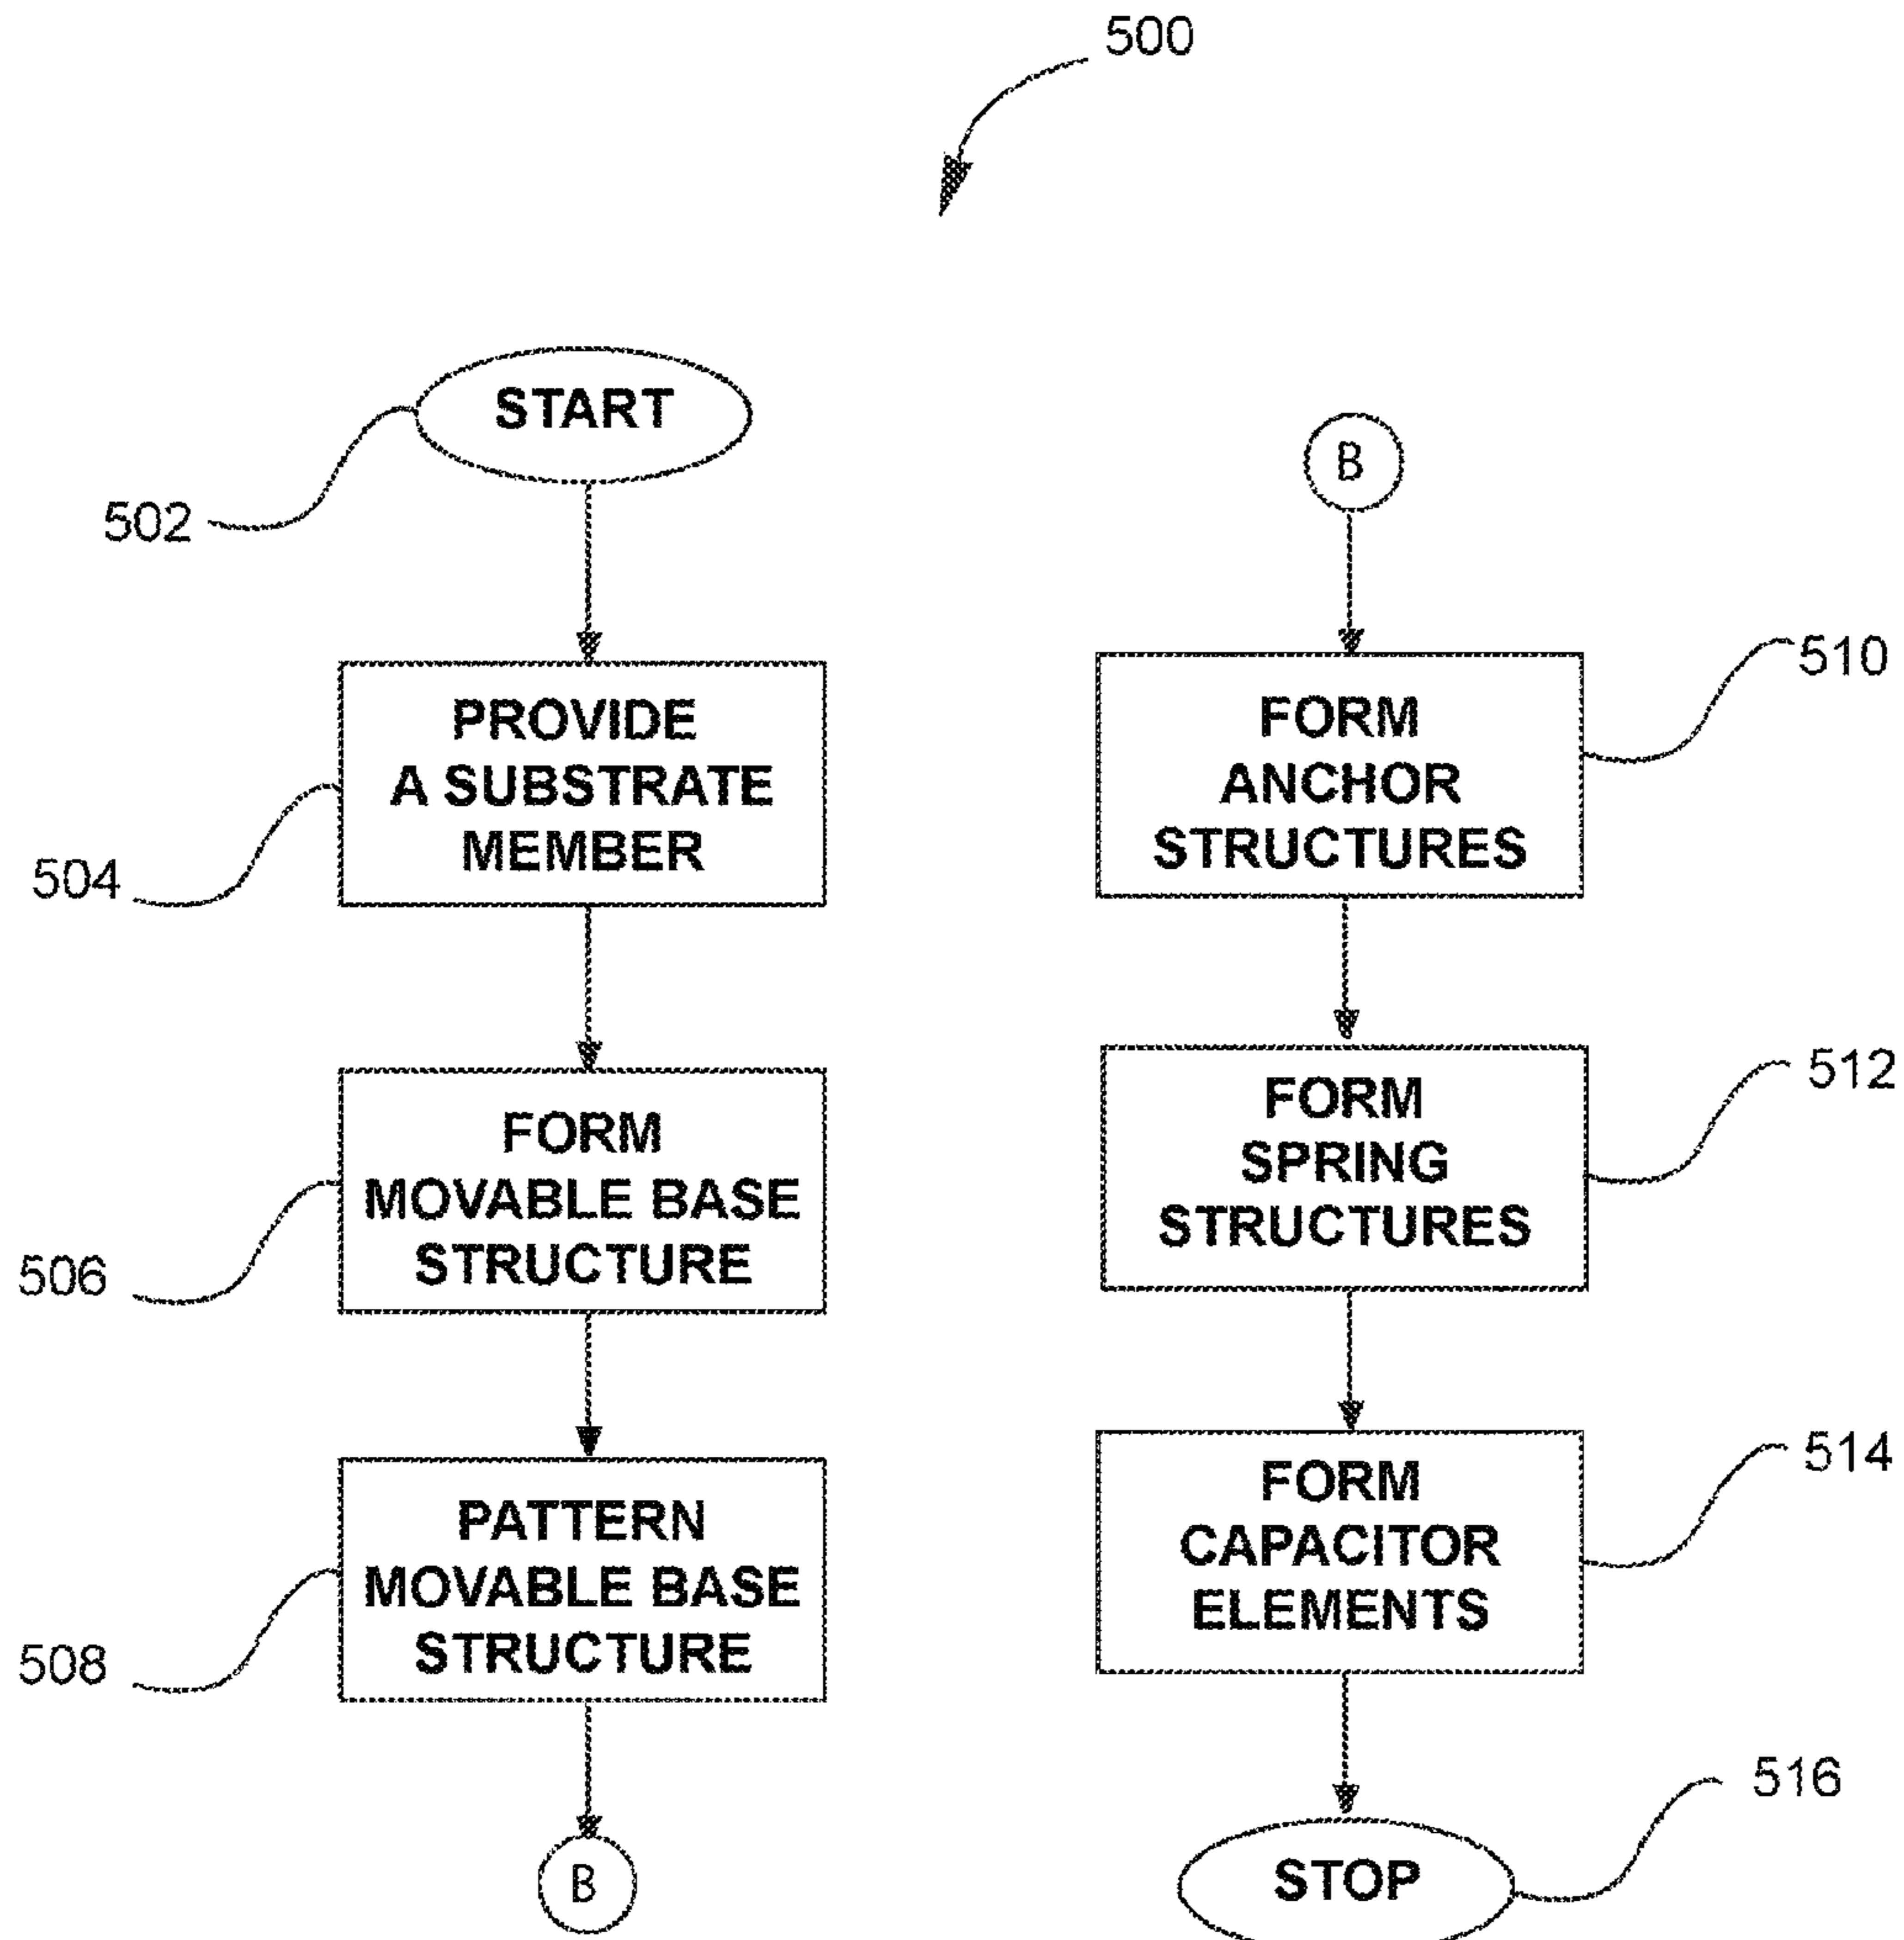 500
START
502
PROVIDE
A SUBSTRATE
MEMBER
504
FORM
MOVABLE BASE
STRUCTURE
506
PATTERN
MOVABLE BASE
STRUCTURE
508
B
B
FORM
ANCHOR
STRUCTURES
510
FORM
SPRING
STRUCTURES
512
FORM
CAPACITOR
ELEMENTS
514
STOP
516